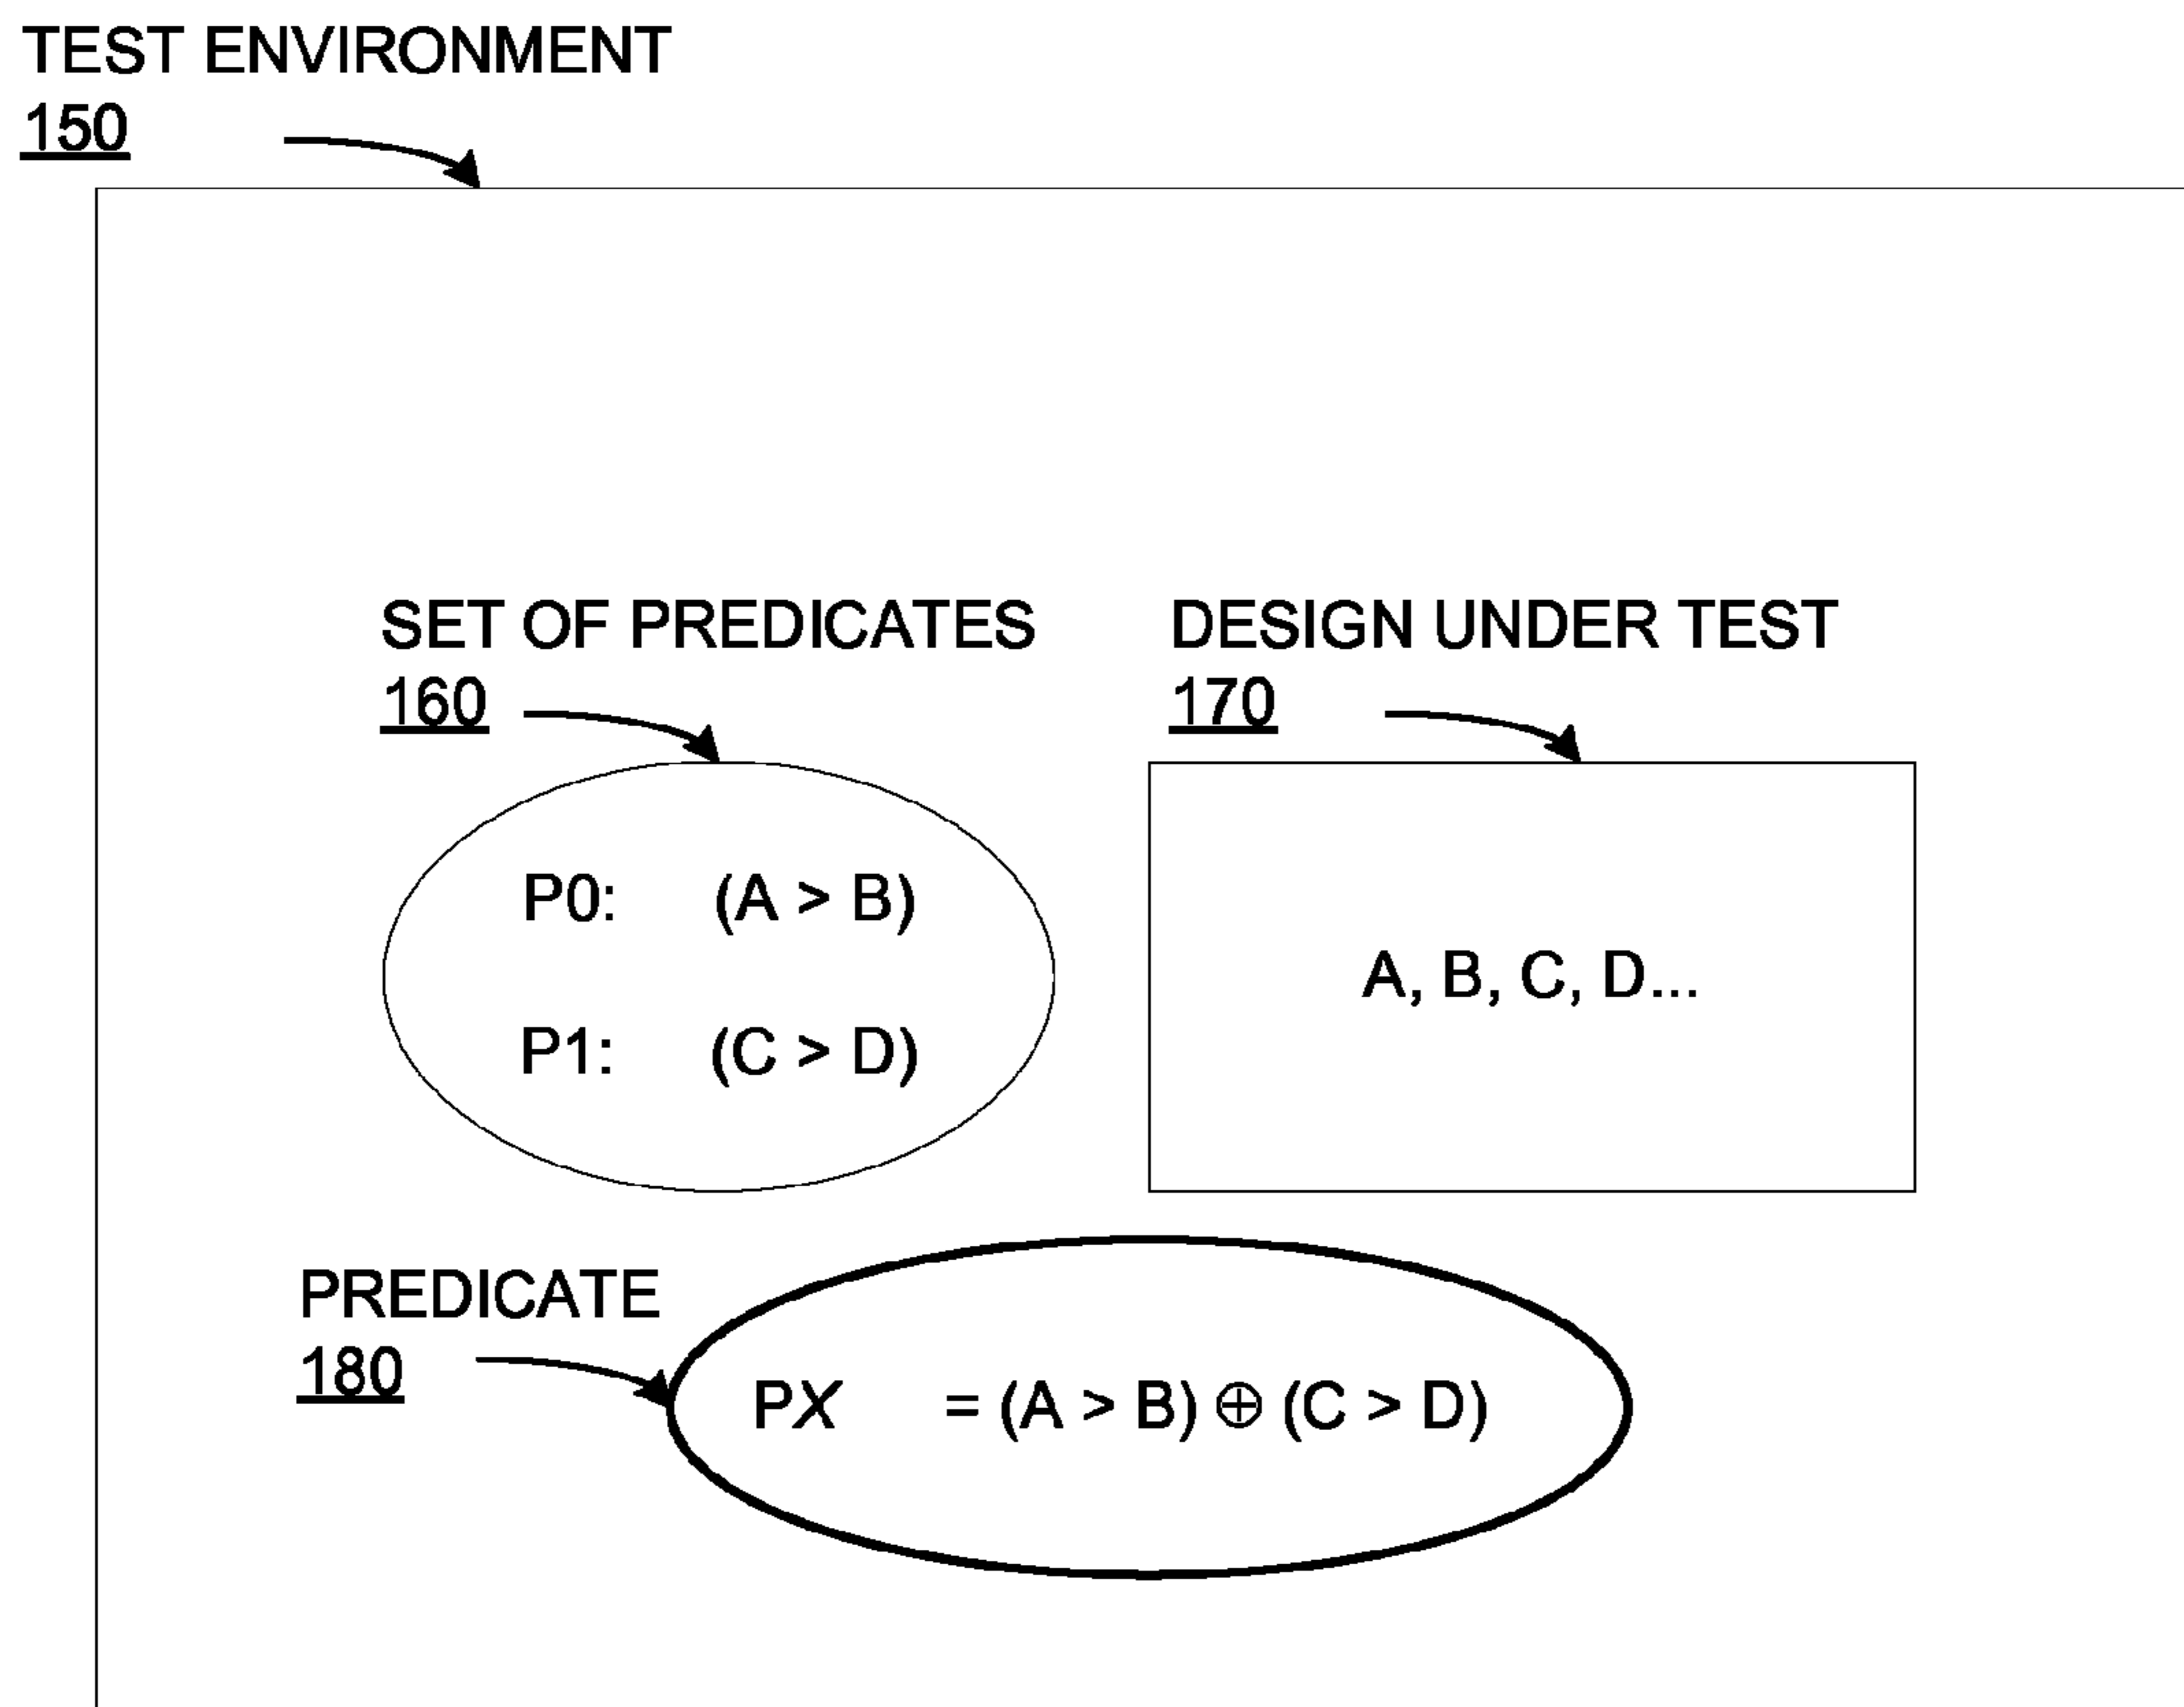 TEST ENVIRONMENT
150
SET OF PREDICATES
160
DESIGN UNDER TEST
170
P0: (A > B)
P1: (C > D)
A, B, C, D...
PREDICATE
180
PX = (A > B) ⊕ (C > D)